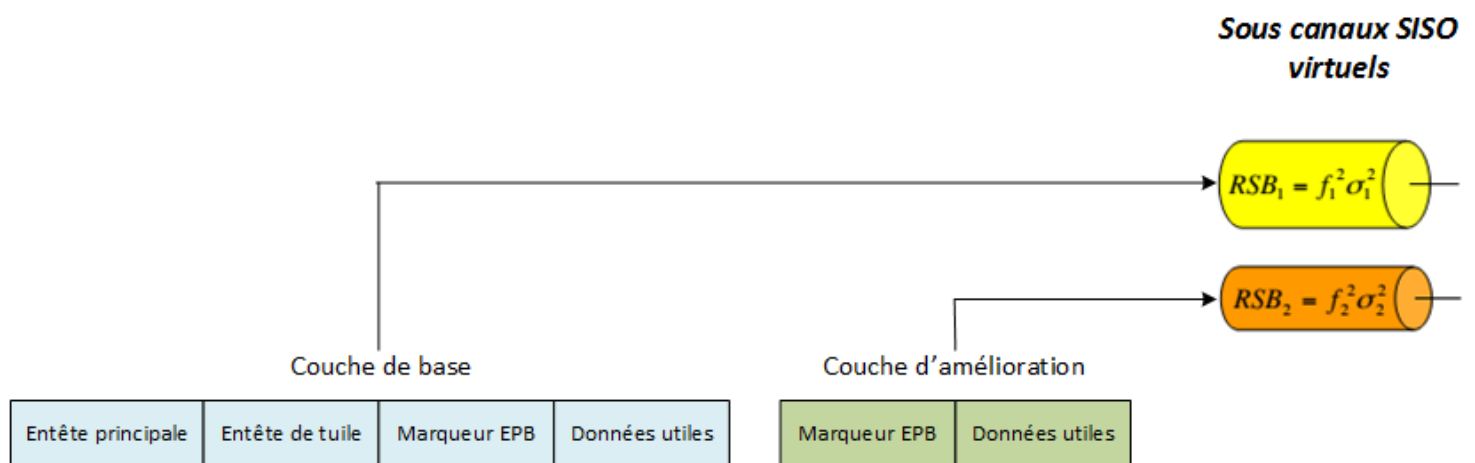 Sous canaux SISO
virtuels
RSB₁ = f₁²σ₁²
RSB₂ = f₂²σ₂²
Couche de base
Couche d’amélioration
Entête principale
Entête de tuile
Marqueur EPB
Données utiles
Marqueur EPB
Données utiles